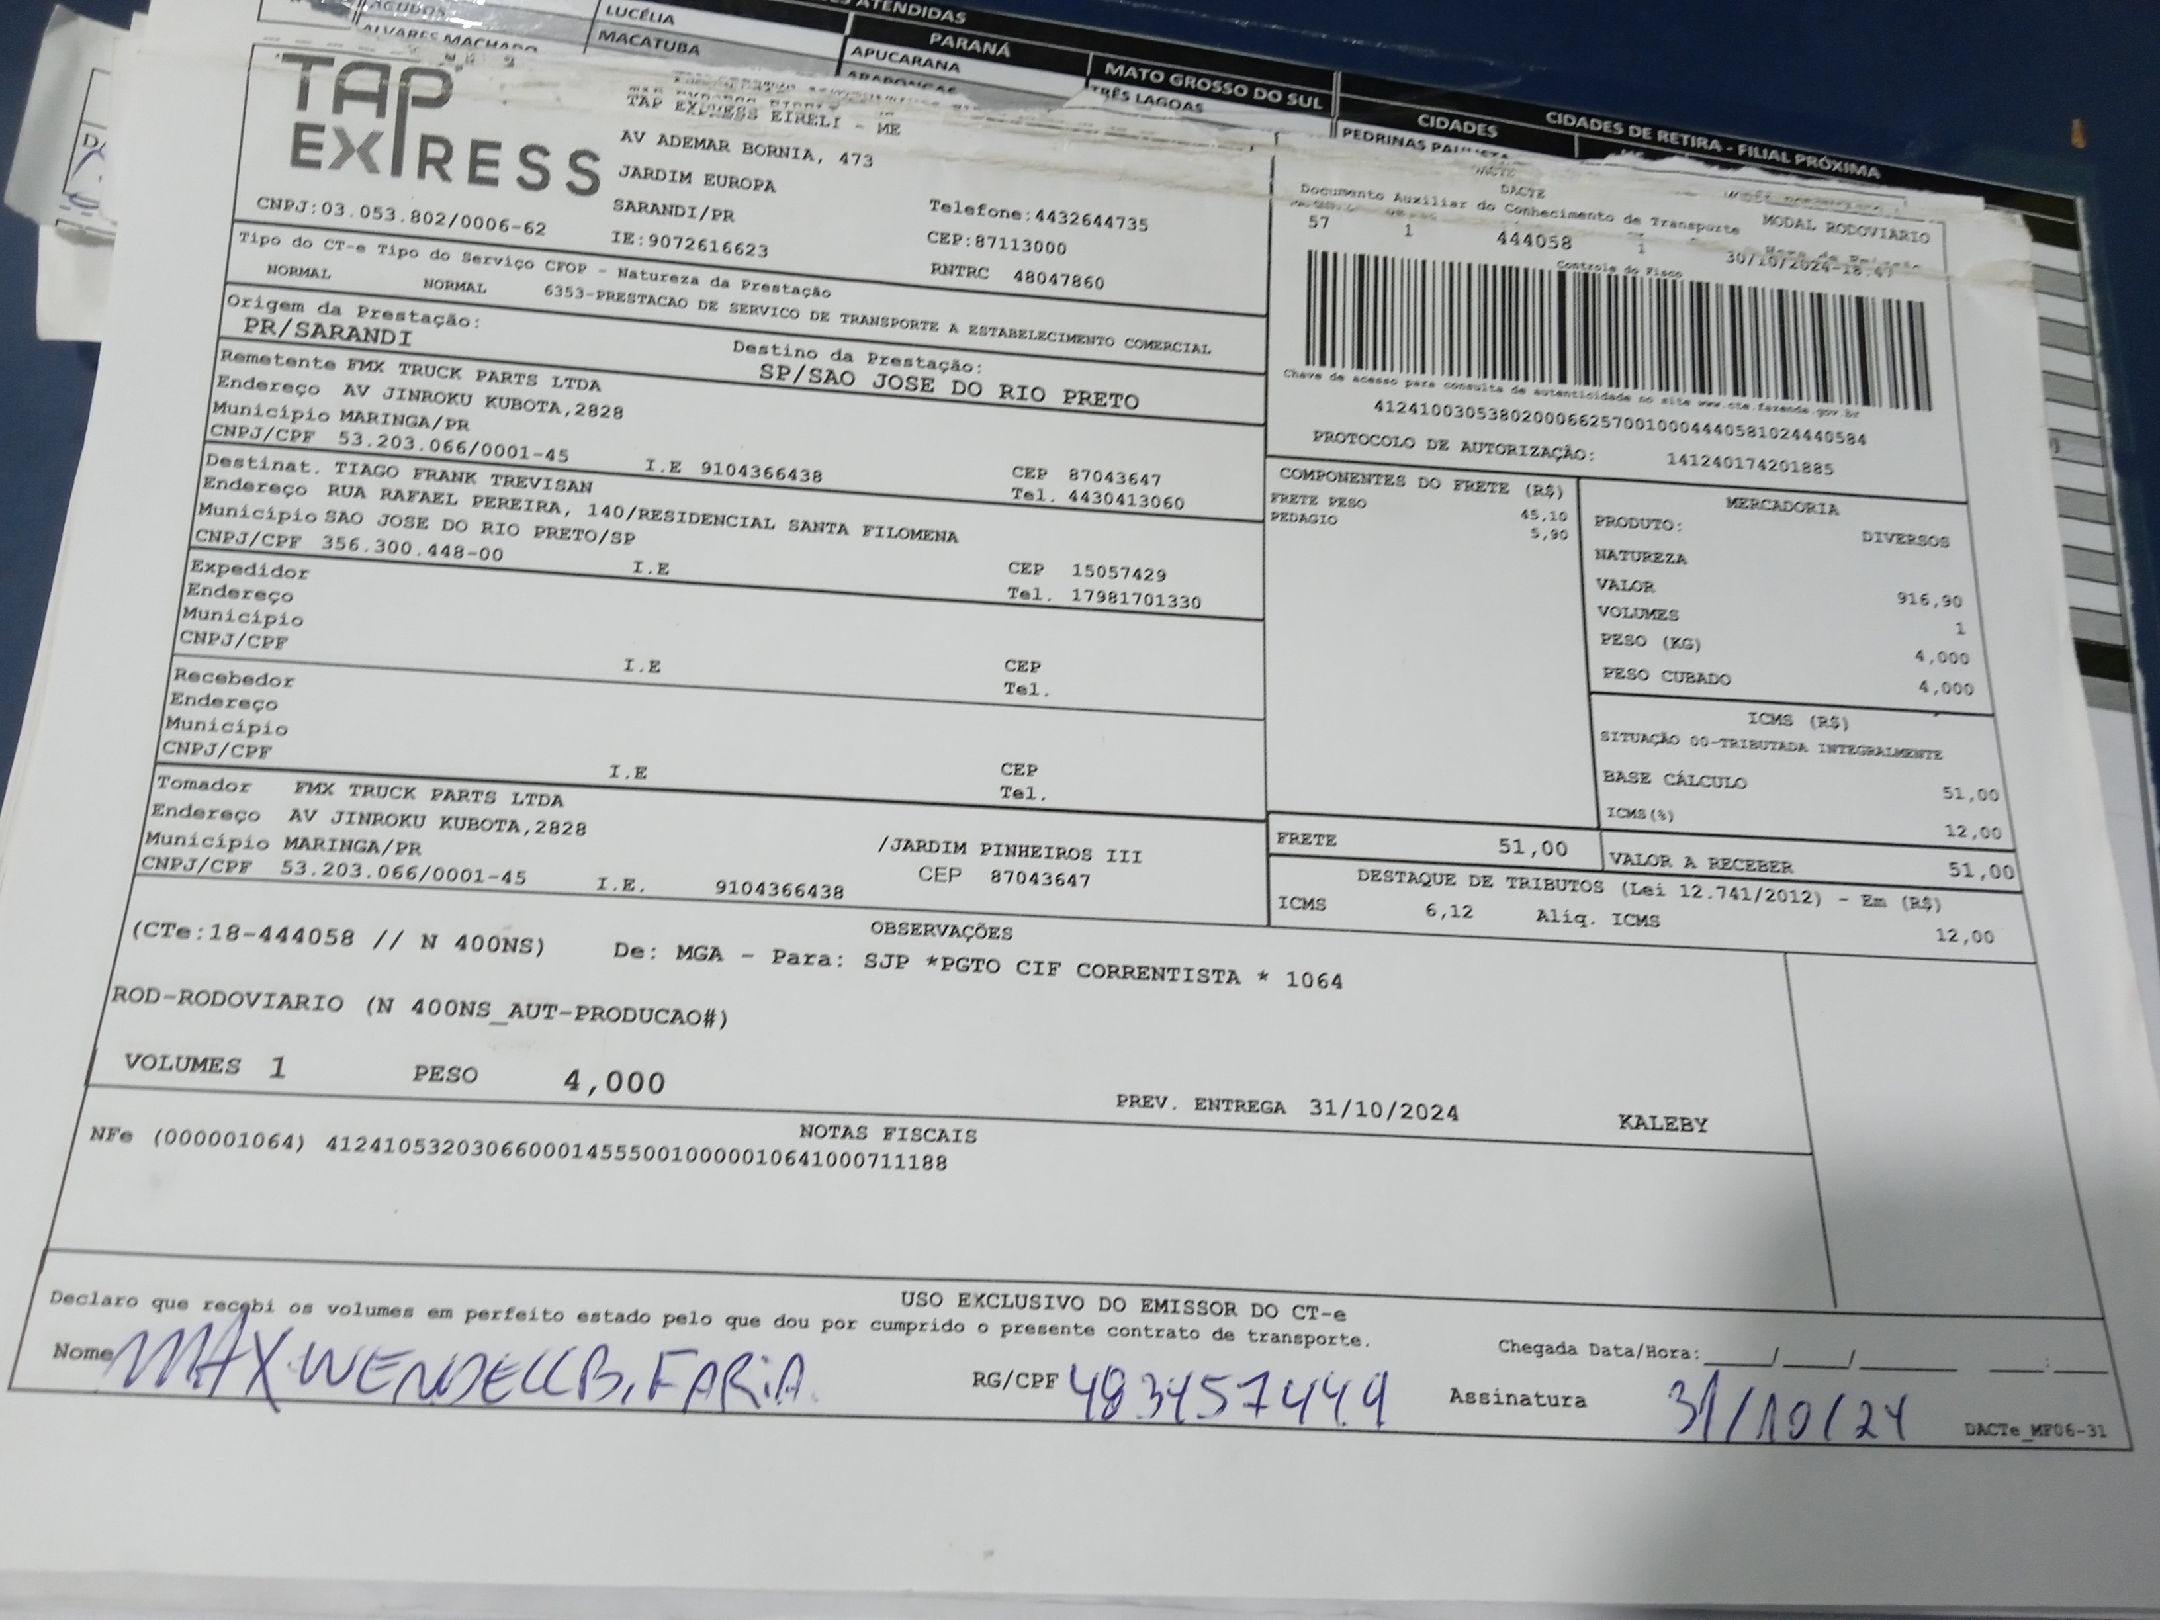 ATENDIDAS
AGUDOS
LUCÉLIA
PARANÁ
ALVARES MACHADO
MACATUBA
APUCARANA
MATO GROSSO DO SUL
CIDADES
CIDADES DE RETIRA - FILIAL PRÓXIMA
TRÊS LAGOAS
TAP EXPRESS
TAP EXPRESS EIRELI - ME
AV ADEMAR BORNIA, 473
JARDIM EUROPA
SARANDI/PR
IE:9072616623
Telefone:4432644735
CEP:87113000
RNTRC 48047860
CNPJ:03.053.802/0006-62
DACTE
Documento Auxiliar do Conhecimento de Transporte
MODAL RODOVIARIO
57 1 444058 1 30/10/2024-18:47
Controle do Fisco
Tipo do CT-e Tipo do Serviço CFOP - Natureza da Prestação
NORMAL NORMAL 6353-PRESTACAO DE SERVICO DE TRANSPORTE A ESTABELECIMENTO COMERCIAL
Origem da Prestação:
PR/SARANDI
Destino da Prestação:
SP/SAO JOSE DO RIO PRETO
Chave de acesso para consulta de autenticidade no site www.cte.fazenda.gov.br
41241003053802000662570010004440581024440584
PROTOCOLO DE AUTORIZAÇÃO: 141240174201885
Remetente FMX TRUCK PARTS LTDA
Endereço AV JINROKU KUBOTA,2828
Município MARINGA/PR
CEP 87043647
CNPJ/CPF 53.203.066/0001-45 I.E 9104366438 Tel. 4430413060
Destinat. TIAGO FRANK TREVISAN
Endereço RUA RAFAEL PEREIRA, 140/RESIDENCIAL SANTA FILOMENA
Município SAO JOSE DO RIO PRETO/SP CEP 15057429
CNPJ/CPF 356.300.448-00 I.E Tel. 17981701330
Expedidor
Endereço
Município CEP
CNPJ/CPF I.E Tel.
Recebedor
Endereço
Município CEP
CNPJ/CPF I.E Tel.
Tomador FMX TRUCK PARTS LTDA
Endereço AV JINROKU KUBOTA,2828 /JARDIM PINHEIROS III
Município MARINGA/PR CEP 87043647
CNPJ/CPF 53.203.066/0001-45 I.E. 9104366438
COMPONENTES DO FRETE (R$)
FRETE PESO 45,10
PEDAGIO 5,90
MERCADORIA
PRODUTO: DIVERSOS
NATUREZA
VALOR 916,90
VOLUMES 1
PESO (KG) 4,000
PESO CUBADO 4,000
ICMS (R$)
SITUAÇÃO 00-TRIBUTADA INTEGRALMENTE
BASE CÁLCULO 51,00
ICMS(%) 12,00
FRETE 51,00
VALOR A RECEBER 51,00
DESTAQUE DE TRIBUTOS (Lei 12.741/2012) - Em (R$)
ICMS 6,12 Aliq. ICMS 12,00
OBSERVAÇÕES
(CTe:18-444058 // N 400NS) De: MGA - Para: SJP *PGTO CIF CORRENTISTA * 1064
ROD-RODOVIARIO (N 400NS_AUT-PRODUCAO#)
VOLUMES 1 PESO 4,000 PREV. ENTREGA 31/10/2024 KALEBY
NOTAS FISCAIS
NFe (000001064) 41241053203066000145550010000010641000711188
USO EXCLUSIVO DO EMISSOR DO CT-e
Declaro que recebi os volumes em perfeito estado pelo que dou por cumprido o presente contrato de transporte.
Chegada Data/Hora:____/____/______ ___:___
Nome MAX WENDELL B, FARIA. RG/CPF 4834574449 Assinatura 31/10/24
DACTe_MF06-31